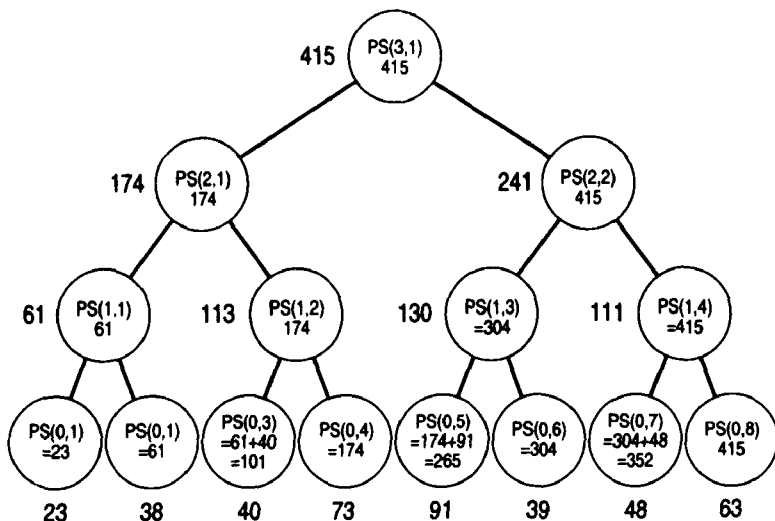 415
PS(3,1)
415
174
PS(2,1)
174
241
PS(2,2)
415
61
PS(1,1)
61
113
PS(1,2)
174
130
PS(1,3)
=304
111
PS(1,4)
=415
PS(0,1)
=23
PS(0,1)
=61
PS(0,3)
=61+40
=101
PS(0,4)
=174
PS(0,5)
=174+91
=265
PS(0,6)
=304
PS(0,7)
=304+48
=352
PS(0,8)
415
23
38
40
73
91
39
48
63